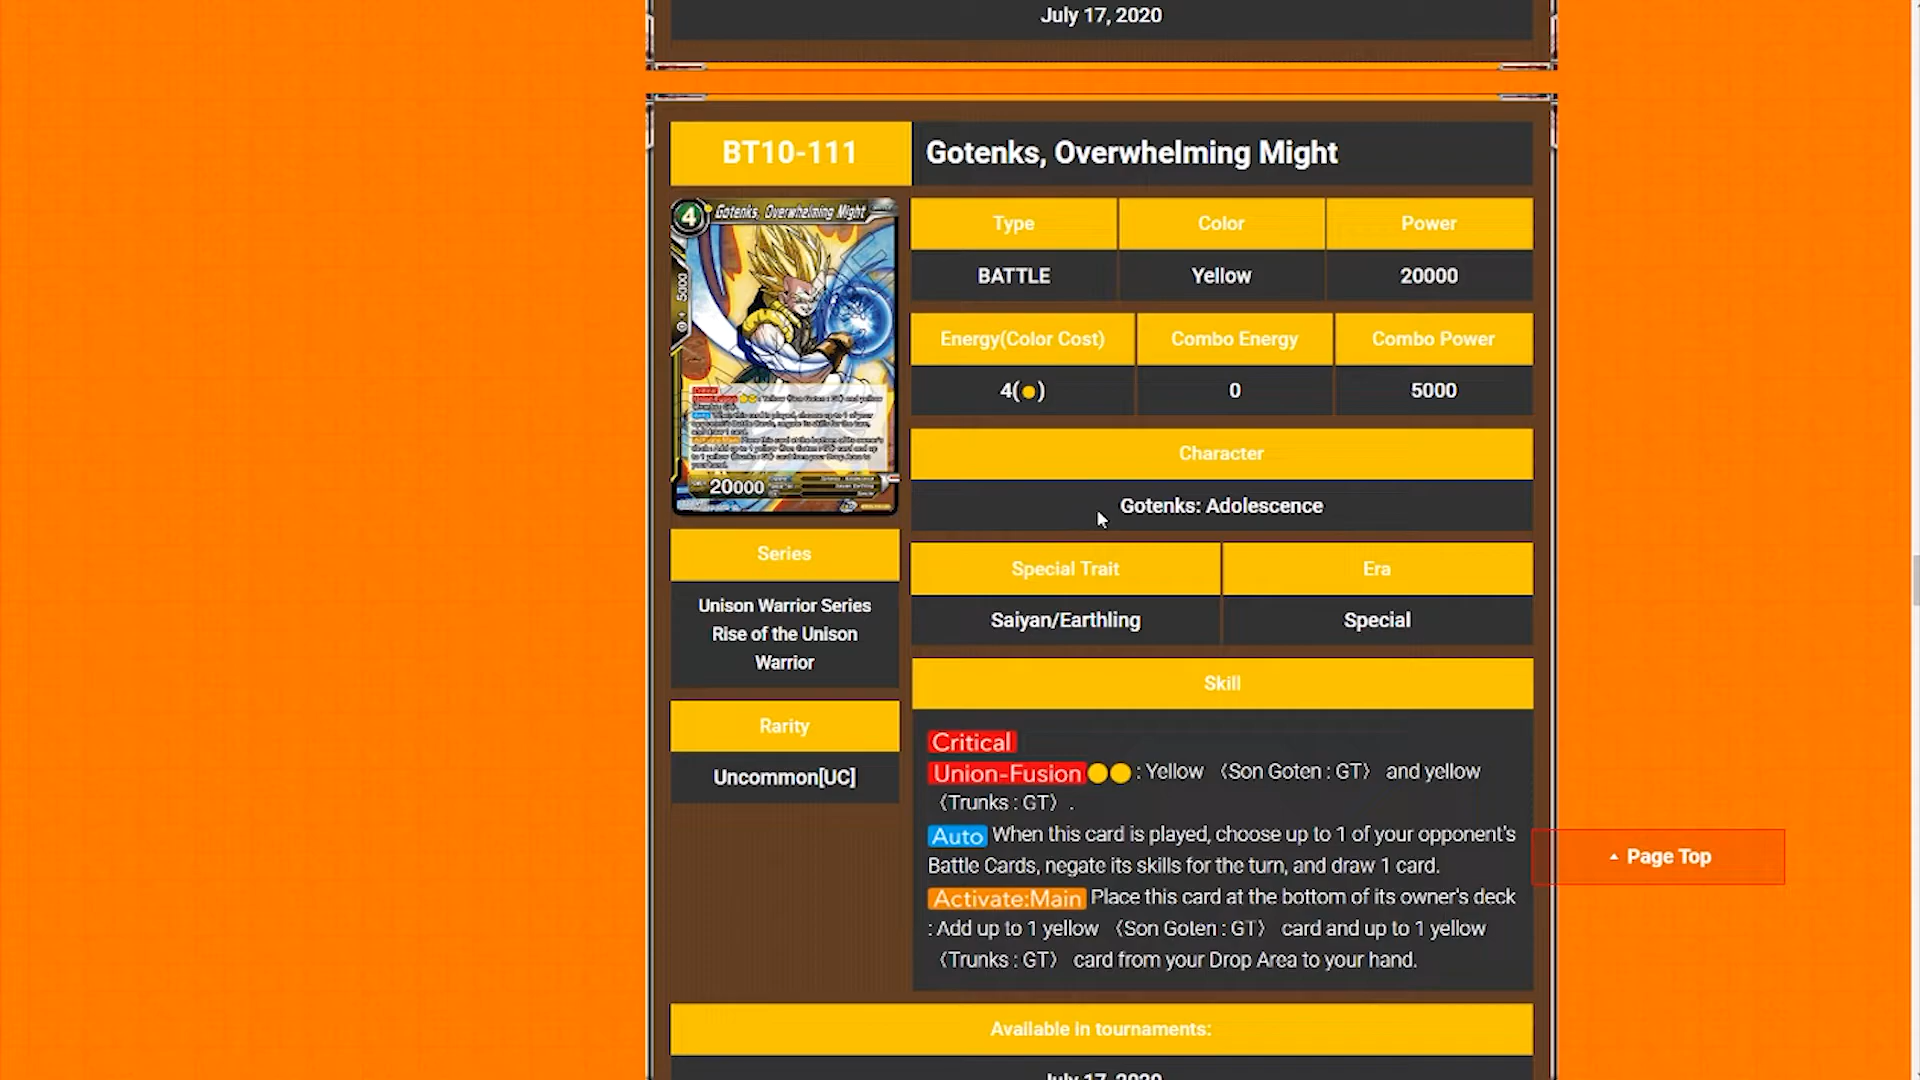 July 17, 2020
BT10-111
Gotenks, Overwhelming Might
4
Gotenks, Overwhelming Might
5000
0 +
Critical
20000
Type
Color
Power
BATTLE
Yellow
20000
Energy(Color Cost)
Combo Energy
Combo Power
4( )
0
5000
Character
Gotenks: Adolescence
Series
Special Trait
Era
Unison Warrior Series
Rise of the Unison
Warrior
Saiyan/Earthling
Special
Rarity
Uncommon[UC]
Skill
Critical
Union-Fusion : Yellow 〈Son Goten : GT〉 and yellow
〈Trunks : GT〉 .
Auto When this card is played, choose up to 1 of your opponent's
Battle Cards, negate its skills for the turn, and draw 1 card.
Activate:Main Place this card at the bottom of its owner's deck
: Add up to 1 yellow 〈Son Goten : GT〉 card and up to 1 yellow
〈Trunks : GT〉 card from your Drop Area to your hand.
Page Top
Available in tournaments:
July 17, 2020